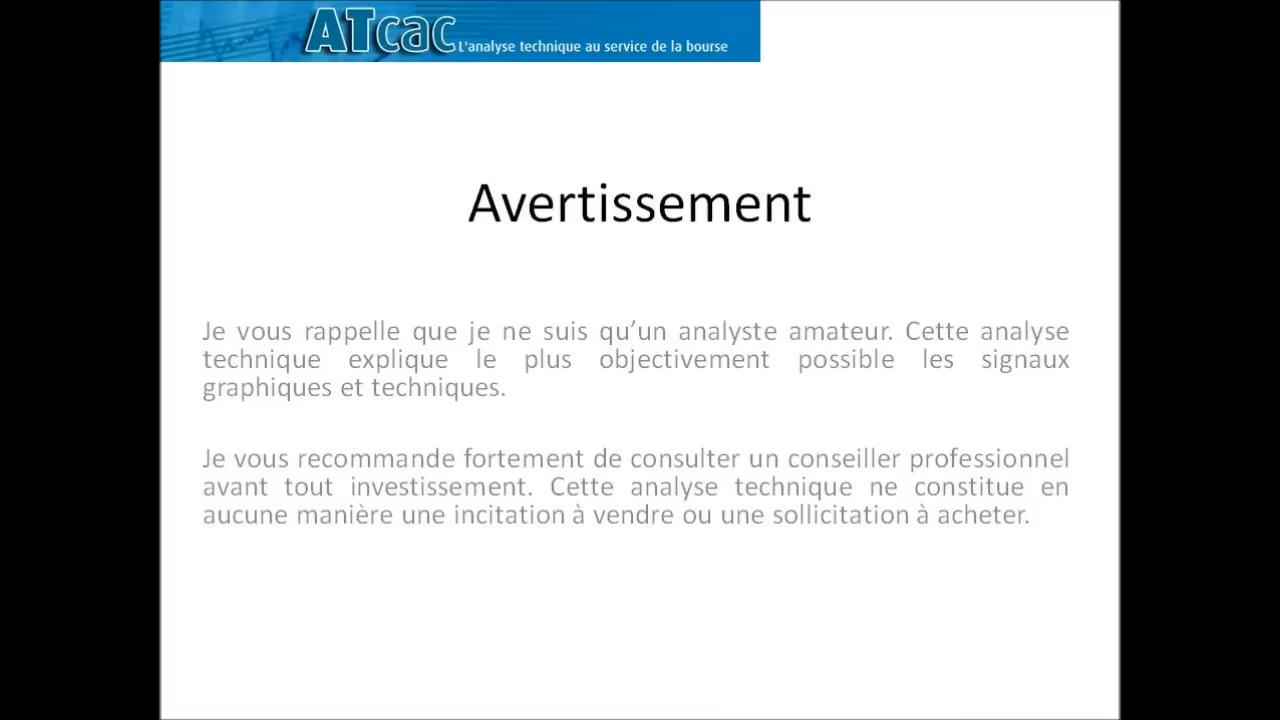 ATcac L'analyse technique au service de la bourse
Avertissement
Je vous rappelle que je ne suis qu’un analyste amateur. Cette analyse
technique explique le plus objectivement possible les signaux
graphiques et techniques.
Je vous recommande fortement de consulter un conseiller professionnel
avant tout investissement. Cette analyse technique ne constitue en
aucune manière une incitation à vendre ou une sollicitation à acheter.